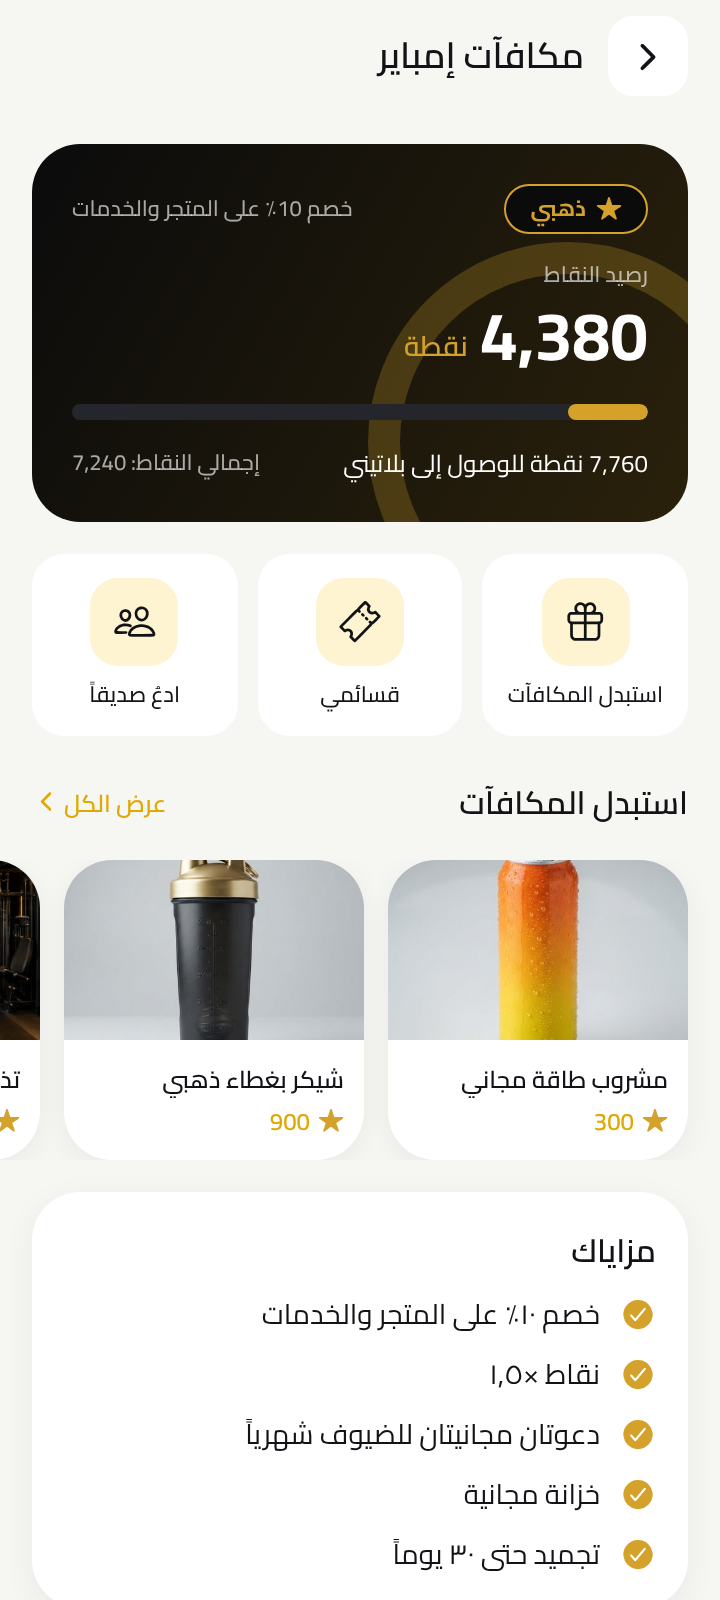 مكافآت إمباير
ذهبي
خصم 10٪ على المتجر والخدمات
رصيد النقاط
4,380 نقطة
7,760 نقطة للوصول إلى بلاتيني
إجمالي النقاط: 7,240
استبدل المكافآت
قسائمي
ادعُ صديقاً
استبدل المكافآت
عرض الكل
مشروب طاقة مجاني
شيكر بغطاء ذهبي
تذ
300
900
مزاياك
خصم ١٠٪ على المتجر والخدمات
نقاط ×١,٥
دعوتان مجانيتان للضيوف شهرياً
خزانة مجانية
تجميد حتى ٣٠ يوماً